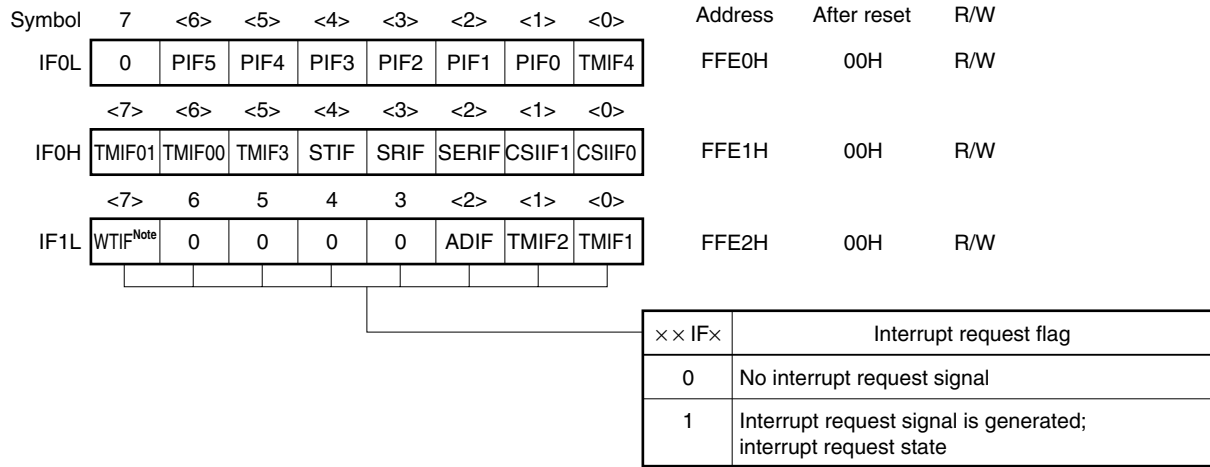 Symbol 7 <6> <5> <4> <3> <2> <1> <0> Address After reset R/W
IF0L 0 PIF5 PIF4 PIF3 PIF2 PIF1 PIF0 TMIF4 FFE0H 00H R/W
<7> <6> <5> <4> <3> <2> <1> <0>
IF0H TMIF01 TMIF00 TMIF3 STIF SRIF SERIF CSIIF1 CSIIF0 FFE1H 00H R/W
<7> 6 5 4 3 <2> <1> <0>
IF1L WTIFNote 0 0 0 0 ADIF TMIF2 TMIF1 FFE2H 00H R/W
××IF× Interrupt request flag
0 No interrupt request signal
1 Interrupt request signal is generated;
interrupt request state